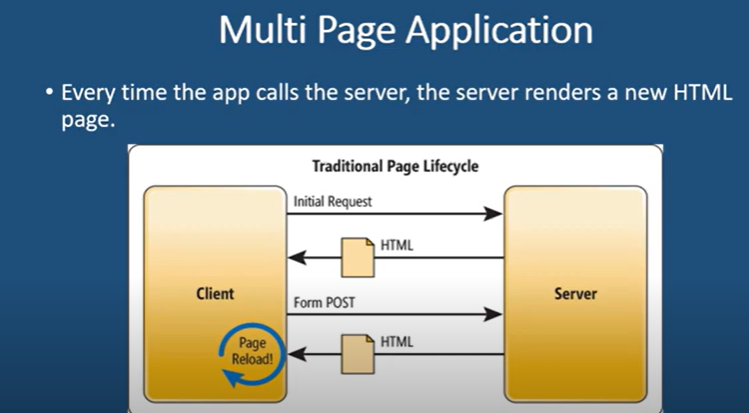 Multi Page Application
• Every time the app calls the server, the server renders a new HTML
page.
Traditional Page Lifecycle
Initial Request
HTML
Client
Server
Form POST
HTML
Page
Reload!